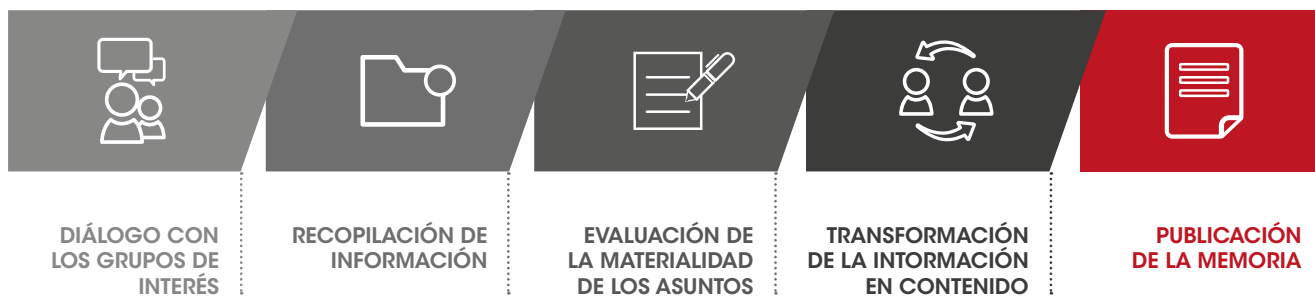 DIÁLOGO CON
LOS GRUPOS DE
INTERÉS
RECOPILACIÓN DE
INFORMACIÓN
EVALUACIÓN DE
LA MATERIALIDAD
DE LOS ASUNTOS
TRANSFORMACIÓN
DE LA INTORMACIÓN
EN CONTENIDO
PUBLICACIÓN
DE LA MEMORIA